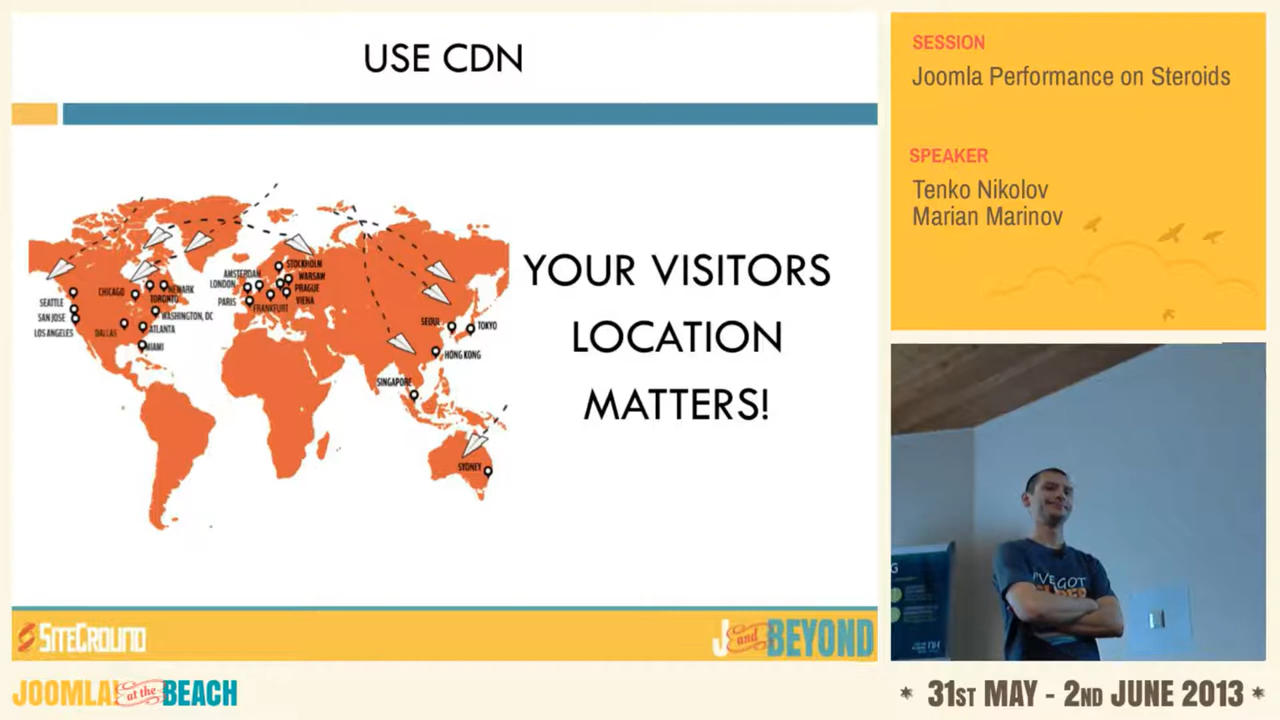 USE CDN
YOUR VISITORS
LOCATION
MATTERS!
STOCKHOLM
AMSTERDAM
WARSAW
LONDON
PRAGUE
PARIS
FRANKFURT
VIENA
SEATTLE
CHICAGO
NEWARK
TORONTO
SAN JOSE
WASHINGTON, DC
LOS ANGELES
DALLAS
ATLANTA
MIAMI
SEOUL
TOKYO
HONG KONG
SINGAPORE
SYDNEY
SITEGROUND
J and BEYOND
SESSION
Joomla Performance on Steroids
SPEAKER
Tenko Nikolov
Marian Marinov
I'VE GOT
JOOMLA! at the BEACH
* 31ST MAY - 2ND JUNE 2013 *